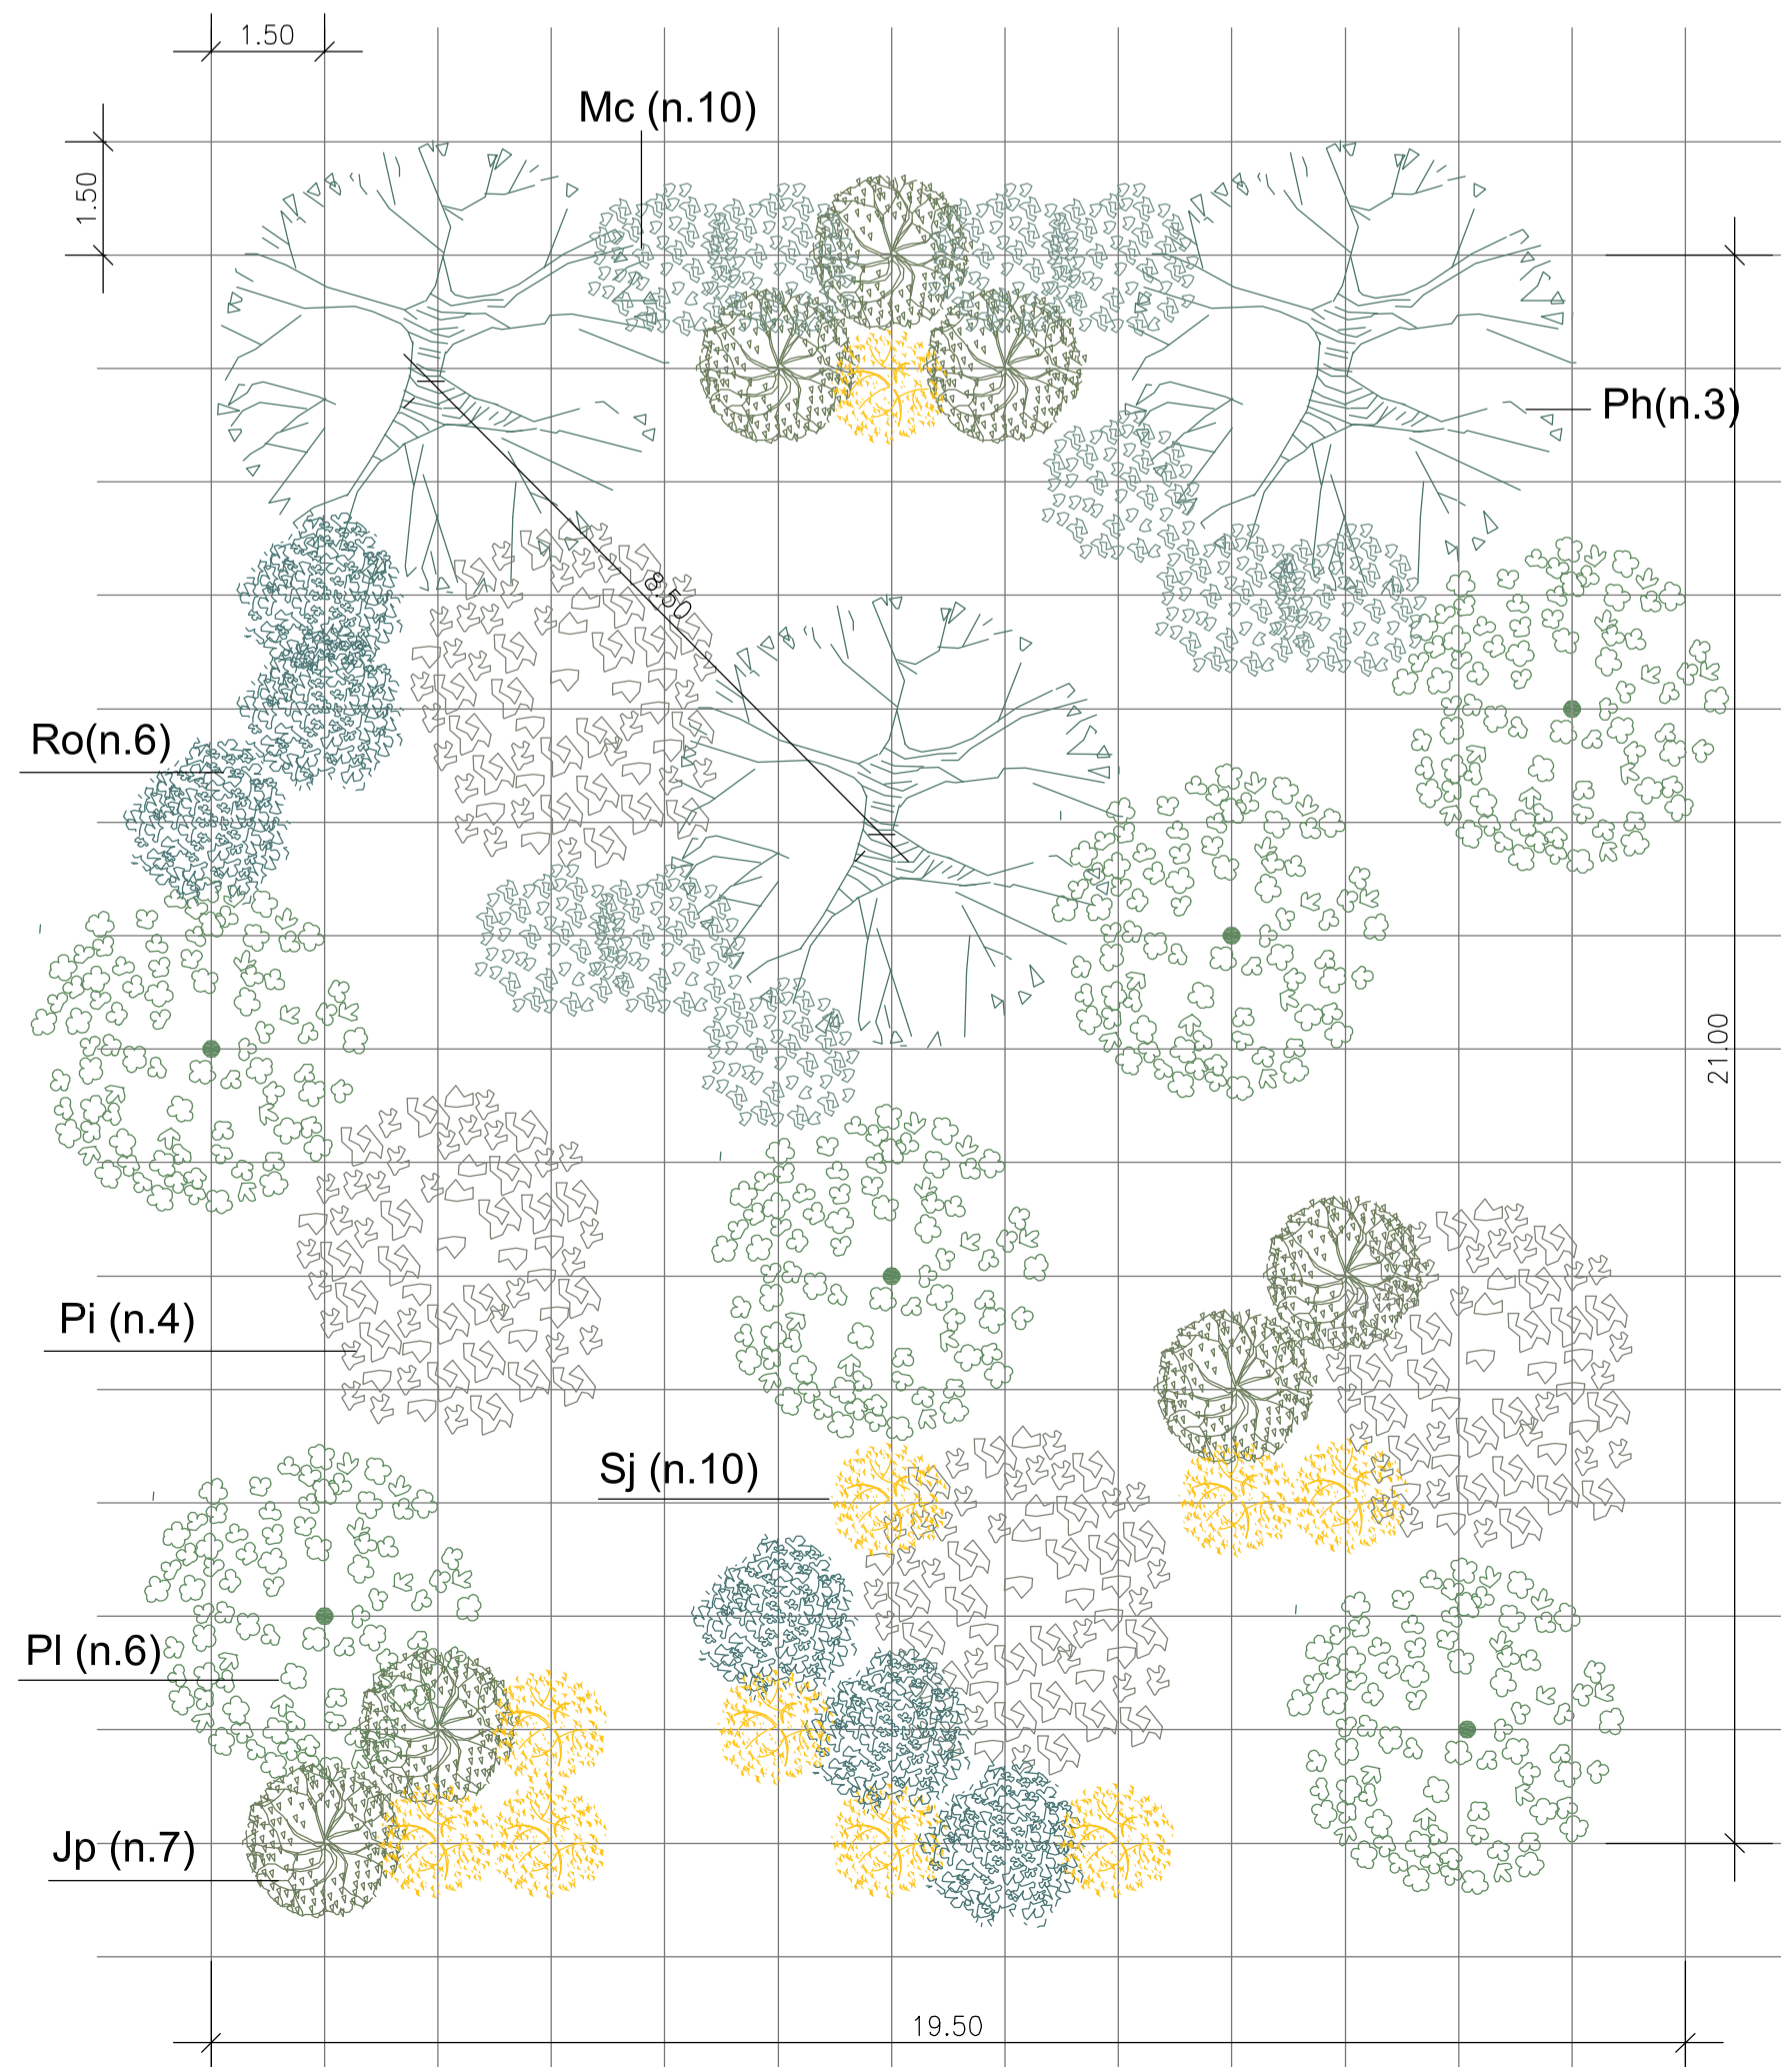 1.50
Mc (n.10)
1.50
Ph(n.3)
8.50
Ro(n.6)
21.00
Pi (n.4)
Sj (n.10)
Pl (n.6)
Jp (n.7)
19.50